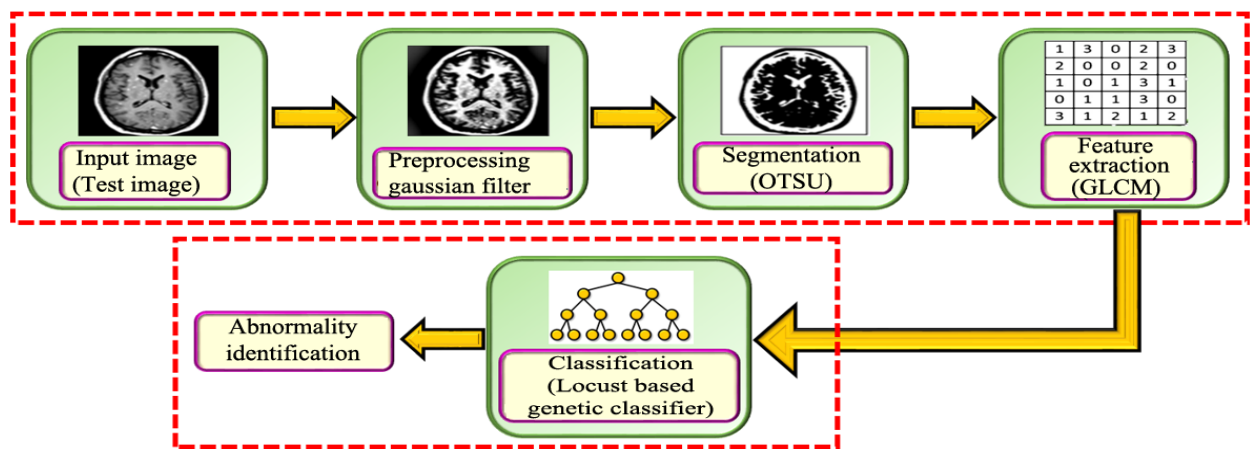 Input image
(Test image)
Preprocessing
gaussian filter
Segmentation
(OTSU)
1 3 0 2 3
2 0 0 2 0
1 0 1 3 1
0 1 1 3 0
3 1 2 1 2
Feature
extraction
(GLCM)
Abnormality
identification
Classification
(Locust based
genetic classifier)